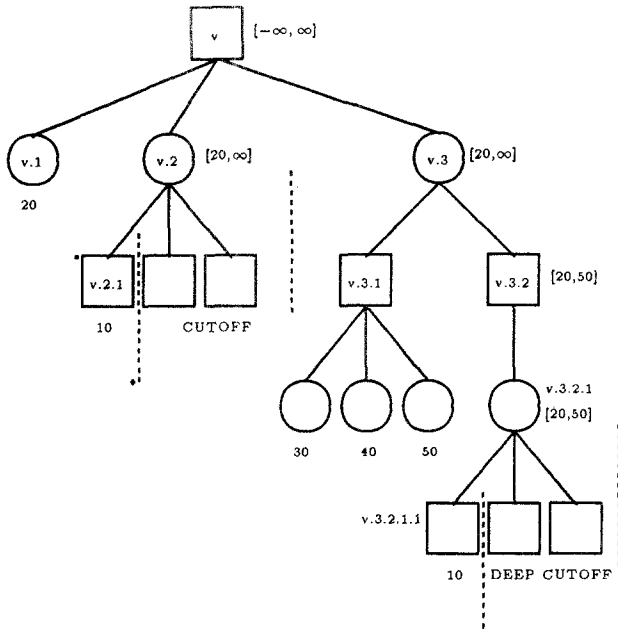 v [-∞, ∞]
v.1 v.2 [20,∞] v.3 [20,∞]
20
v.2.1 v.3.1 v.3.2 [20,50]
10 CUTOFF
v.3.2.1
[20,50]
30 40 50
v.3.2.1.1
10 DEEP CUTOFF